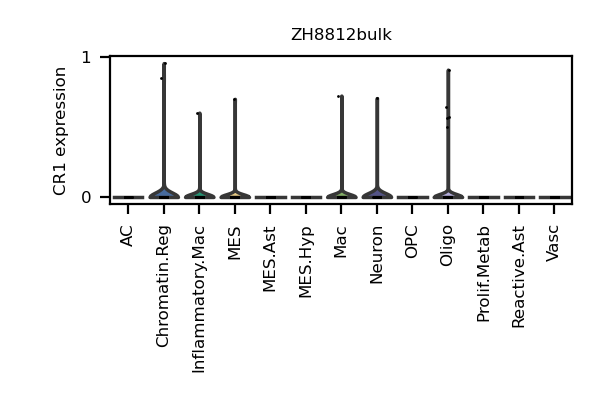 ZH8812bulk
CR1 expression
1
0
AC
Chromatin.Reg
Inflammatory.Mac
MES
MES.Ast
MES.Hyp
Mac
Neuron
OPC
Oligo
Prolif.Metab
Reactive.Ast
Vasc